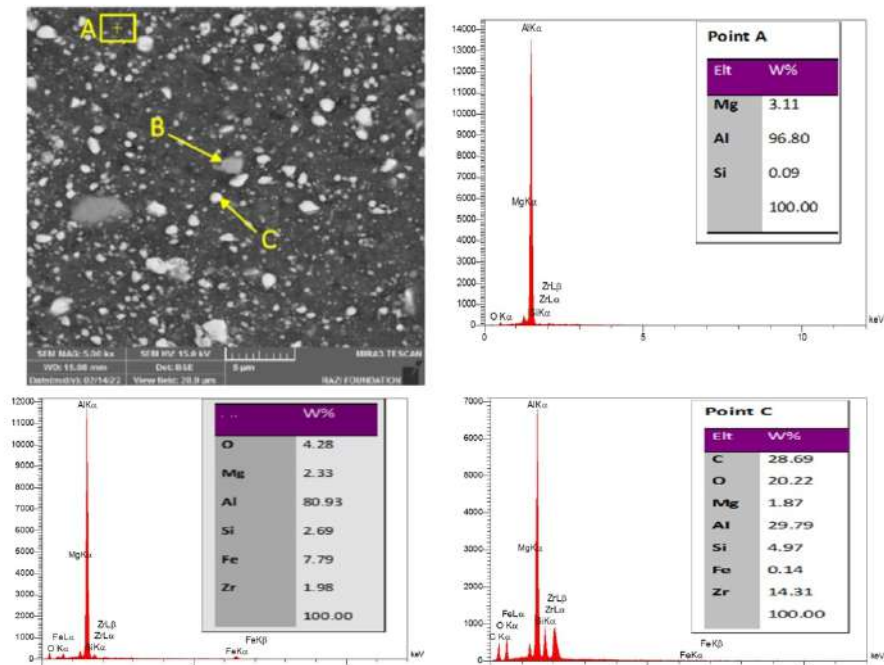 A
B
C
SEM MAG: 5.00 kx
SEM HV: 15.0 kV
MIRA3 TESCAN
WD: 15.00 mm
Det: BSE
5 µm
Date(m/d/y): 02/14/22
View field: 20.9 µm
RAZI FOUNDATION
14000
13000
12000
11000
10000
9000
8000
7000
6000
5000
4000
3000
2000
1000
0
AlKα
MgKα
ZrLβ
ZrLα
SiKα
O Kα
0
5
10
keV
Point A
Elt W%
Mg 3.11
Al 96.80
Si 0.09
100.00
12000
11000
10000
9000
8000
7000
6000
5000
4000
3000
2000
1000
0
AlKα
MgKα
FeLα
O Kα
ZrLβ
ZrLα
SiKα
FeKβ
FeKα
keV
W%
O 4.28
Mg 2.33
Al 80.93
Si 2.69
Fe 7.79
Zr 1.98
100.00
7000
6000
5000
4000
3000
2000
1000
0
AlKα
MgKα
FeLα
O Kα
C Kα
ZrLβ
ZrLα
SiKα
FeKβ
FeKα
keV
Point C
Elt W%
C 28.69
O 20.22
Mg 1.87
Al 29.79
Si 4.97
Fe 0.14
Zr 14.31
100.00